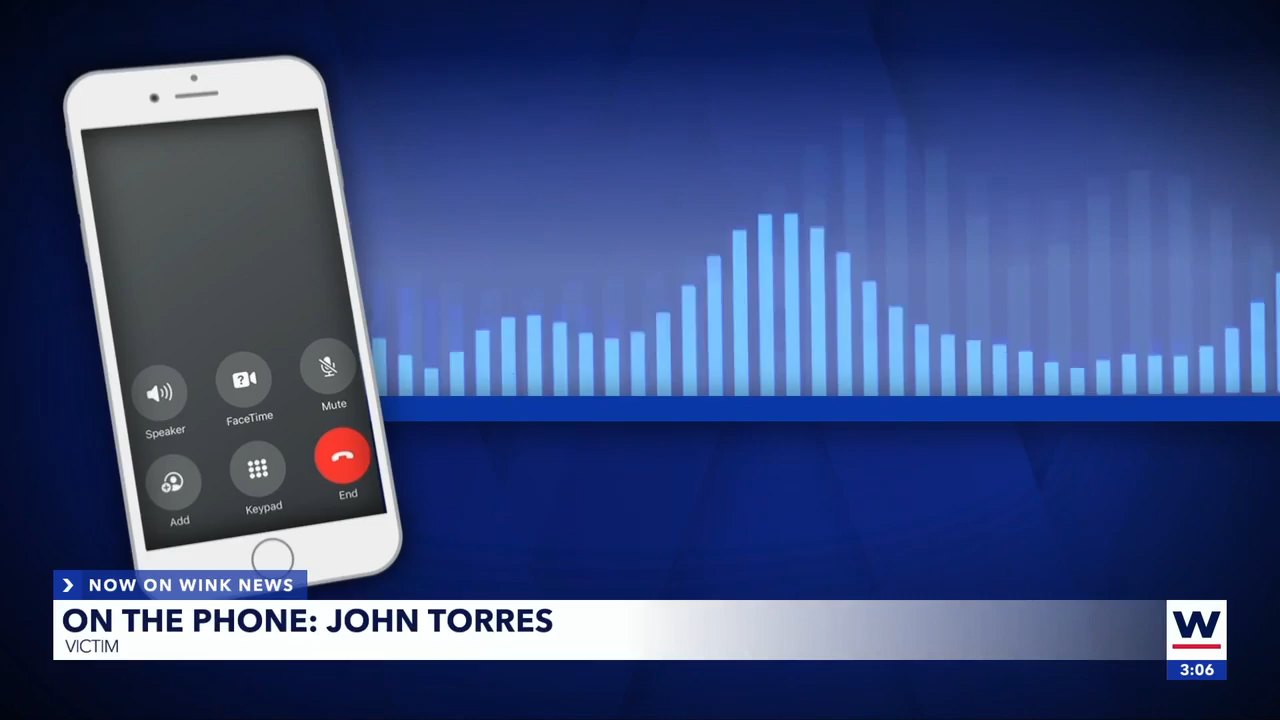 Speaker
FaceTime
Mute
Add
Keypad
End
NOW ON WINK NEWS
ON THE PHONE: JOHN TORRES
VICTIM
W
3:06